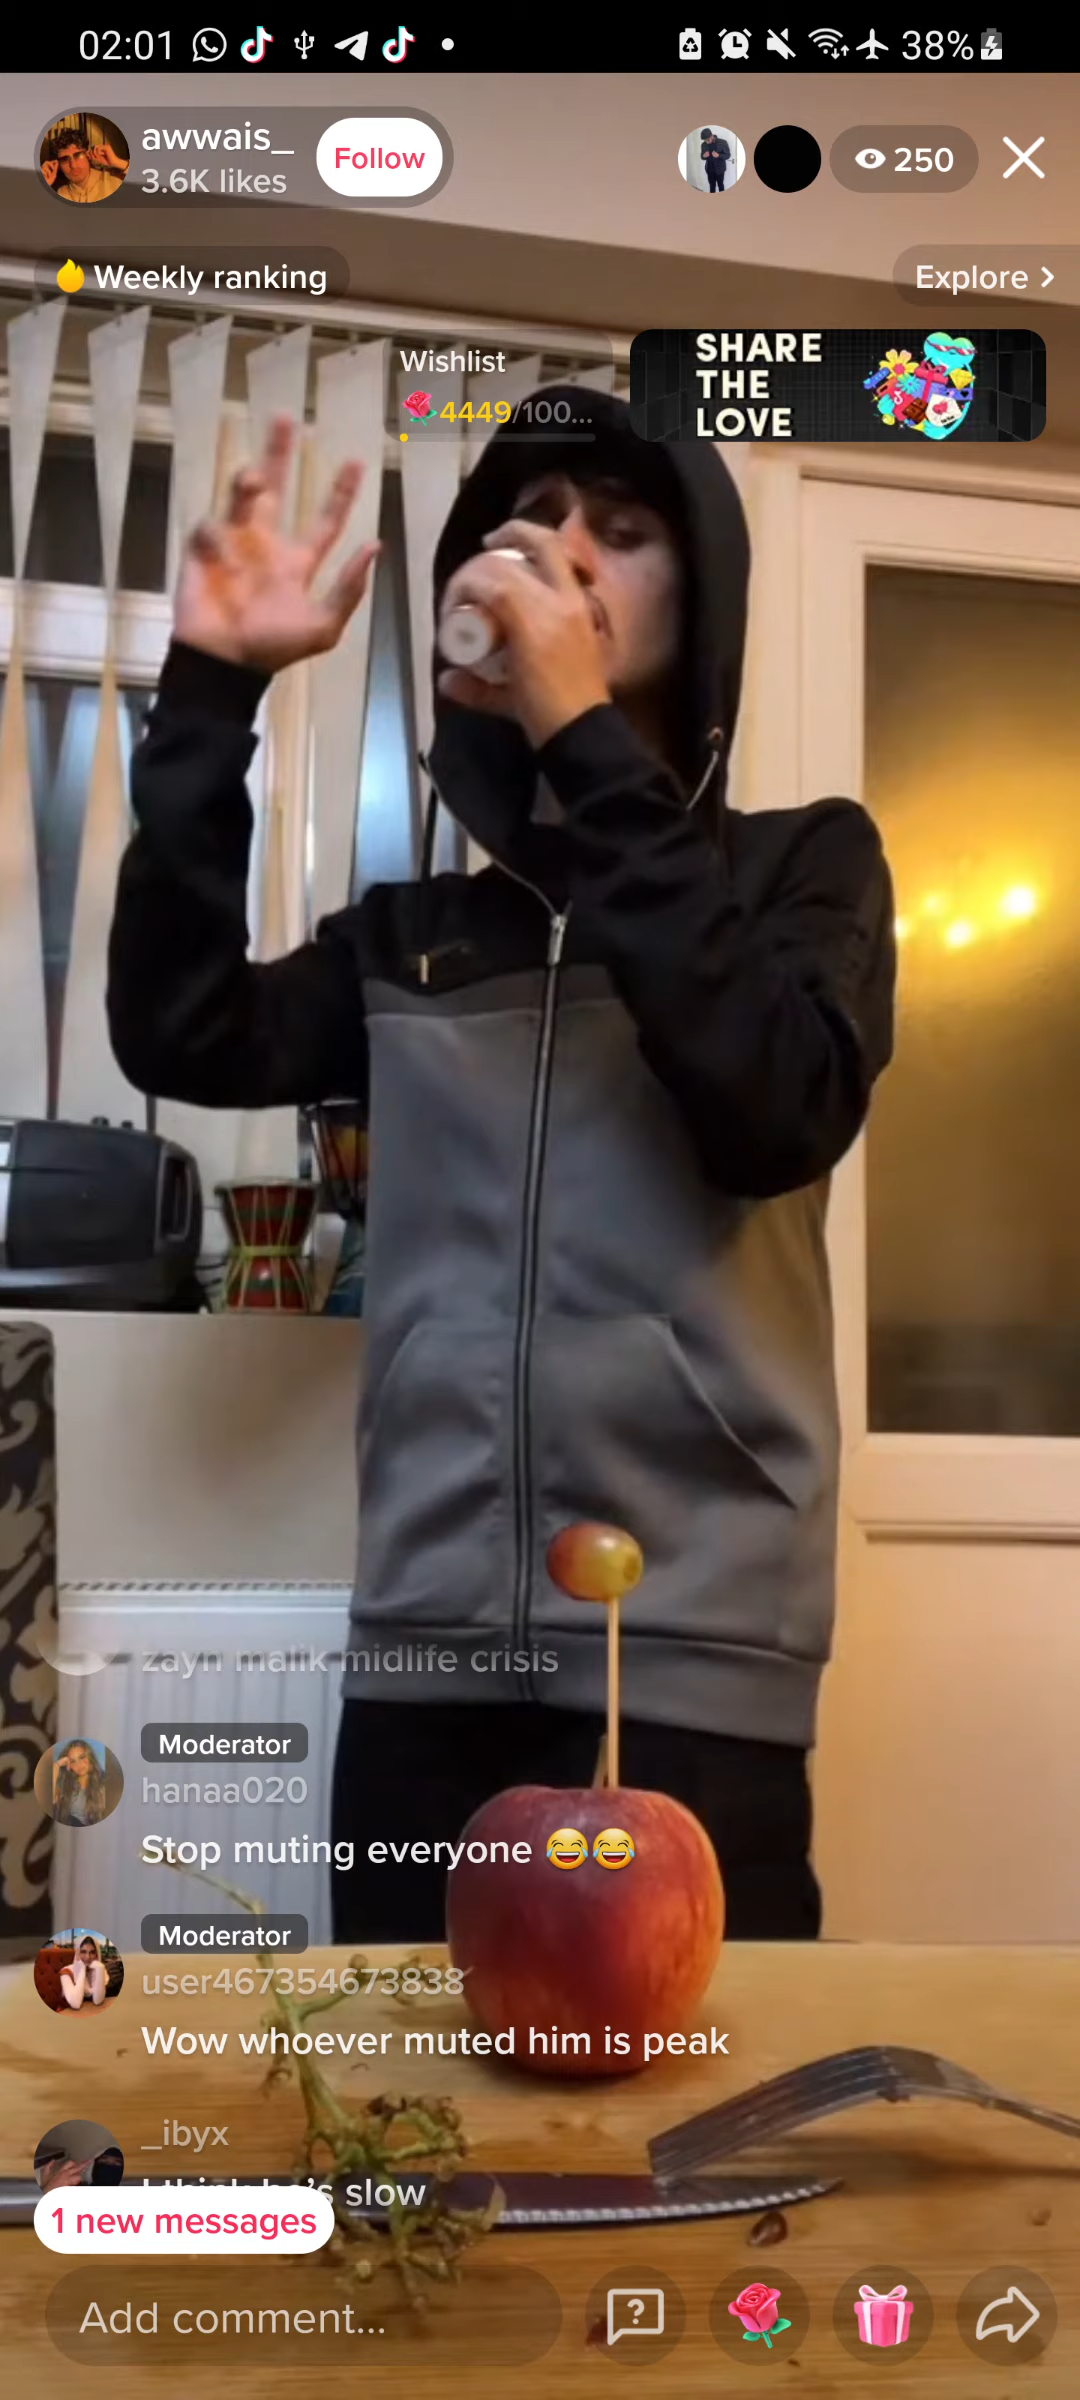 02:01
38%
awwais_
3.6K likes
Follow
250
Weekly ranking
Explore >
Wishlist
4449/100...
SHARE
THE
LOVE
zayn malik midlife crisis
Moderator
hanaa020
Stop muting everyone 😂😂
Moderator
user467354673838
Wow whoever muted him is peak
_ibyx
I think he's slow
1 new messages
Add comment...